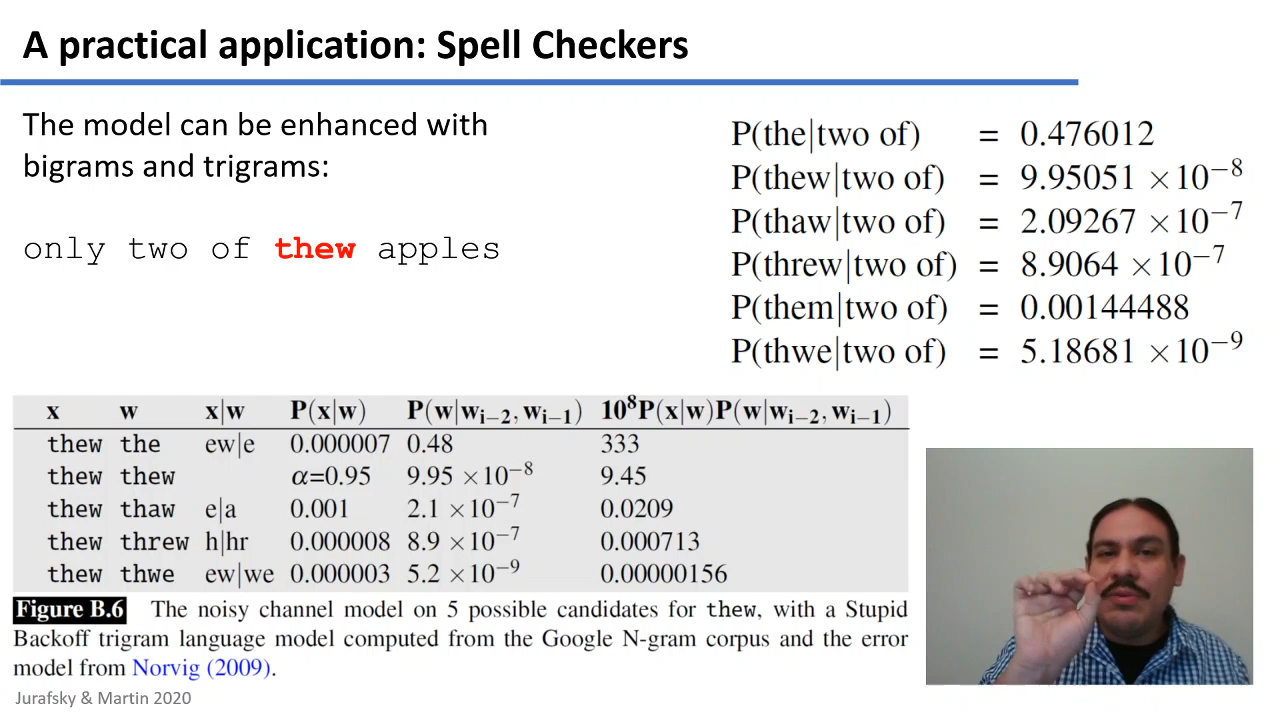 A practical application: Spell Checkers
The model can be enhanced with
bigrams and trigrams:
only two of thew apples
P(the|two of) = 0.476012
P(thew|two of) = 9.95051 ×10⁻⁸
P(thaw|two of) = 2.09267 ×10⁻⁷
P(threw|two of) = 8.9064 ×10⁻⁷
P(them|two of) = 0.00144488
P(thwe|two of) = 5.18681 ×10⁻⁹
x w x|w P(x|w) P(w|wᵢ₋₂, wᵢ₋₁) 10⁸P(x|w)P(w|wᵢ₋₂, wᵢ₋₁)
thew the ew|e 0.000007 0.48 333
thew thew α=0.95 9.95 ×10⁻⁸ 9.45
thew thaw e|a 0.001 2.1 ×10⁻⁷ 0.0209
thew threw h|hr 0.000008 8.9 ×10⁻⁷ 0.000713
thew thwe ew|we 0.000003 5.2 ×10⁻⁹ 0.00000156
Figure B.6 The noisy channel model on 5 possible candidates for thew, with a Stupid
Backoff trigram language model computed from the Google N-gram corpus and the error
model from Norvig (2009).
Jurafsky & Martin 2020